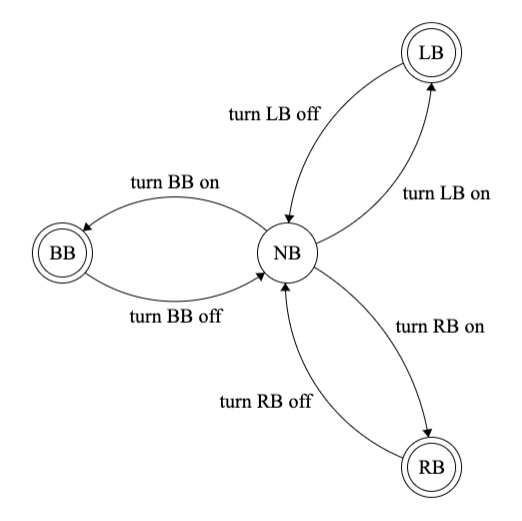 LB
turn LB off
turn BB on
turn LB on
BB
NB
turn BB off
turn RB on
turn RB off
RB